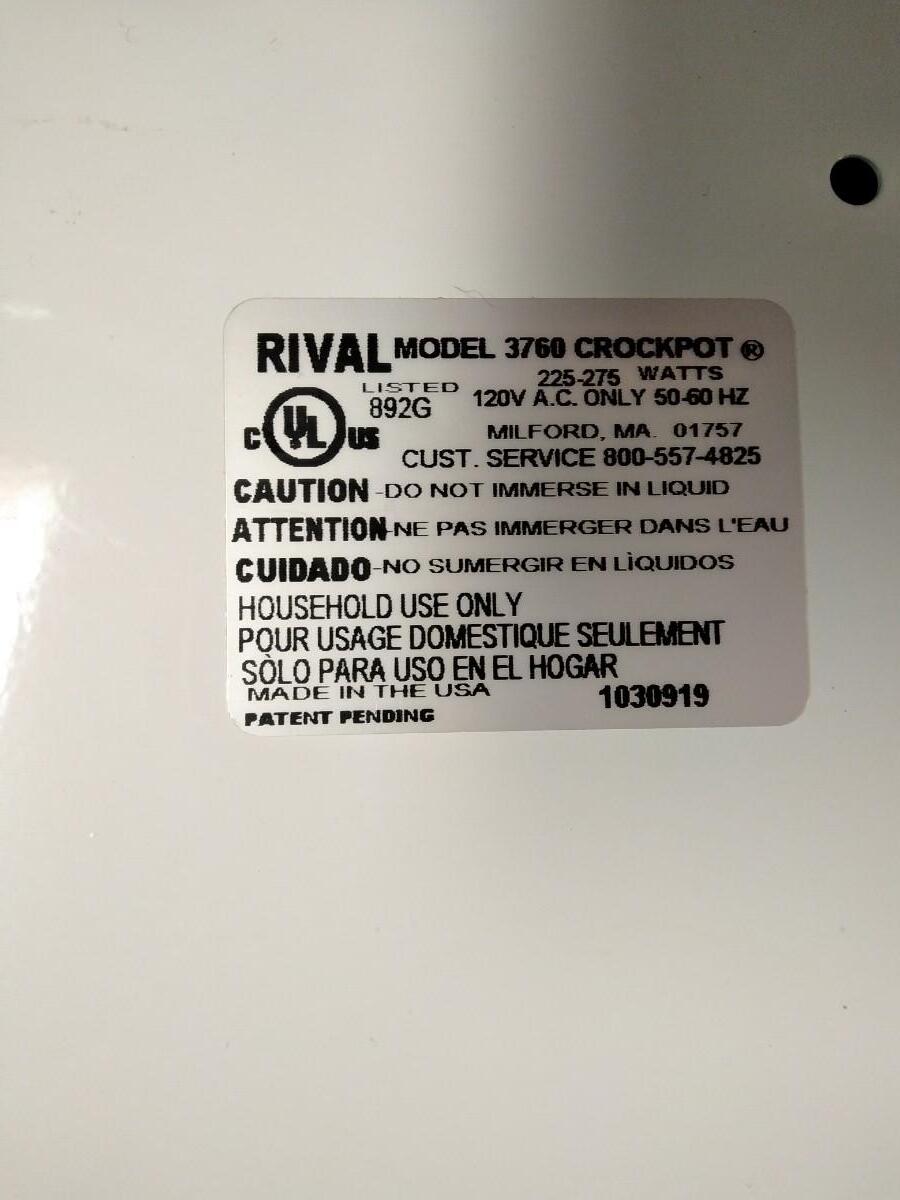 RIVAL MODEL 3760 CROCKPOT ®
225-275 WATTS
LISTED
892G
120V A.C. ONLY 50-60 HZ
C UL US
MILFORD, MA. 01757
CUST. SERVICE 800-557-4825
CAUTION -DO NOT IMMERSE IN LIQUID
ATTENTION-NE PAS IMMERGER DANS L'EAU
CUIDADO-NO SUMERGIR EN LÌQUIDOS
HOUSEHOLD USE ONLY
POUR USAGE DOMESTIQUE SEULEMENT
SÒLO PARA USO EN EL HOGAR
MADE IN THE USA
1030919
PATENT PENDING